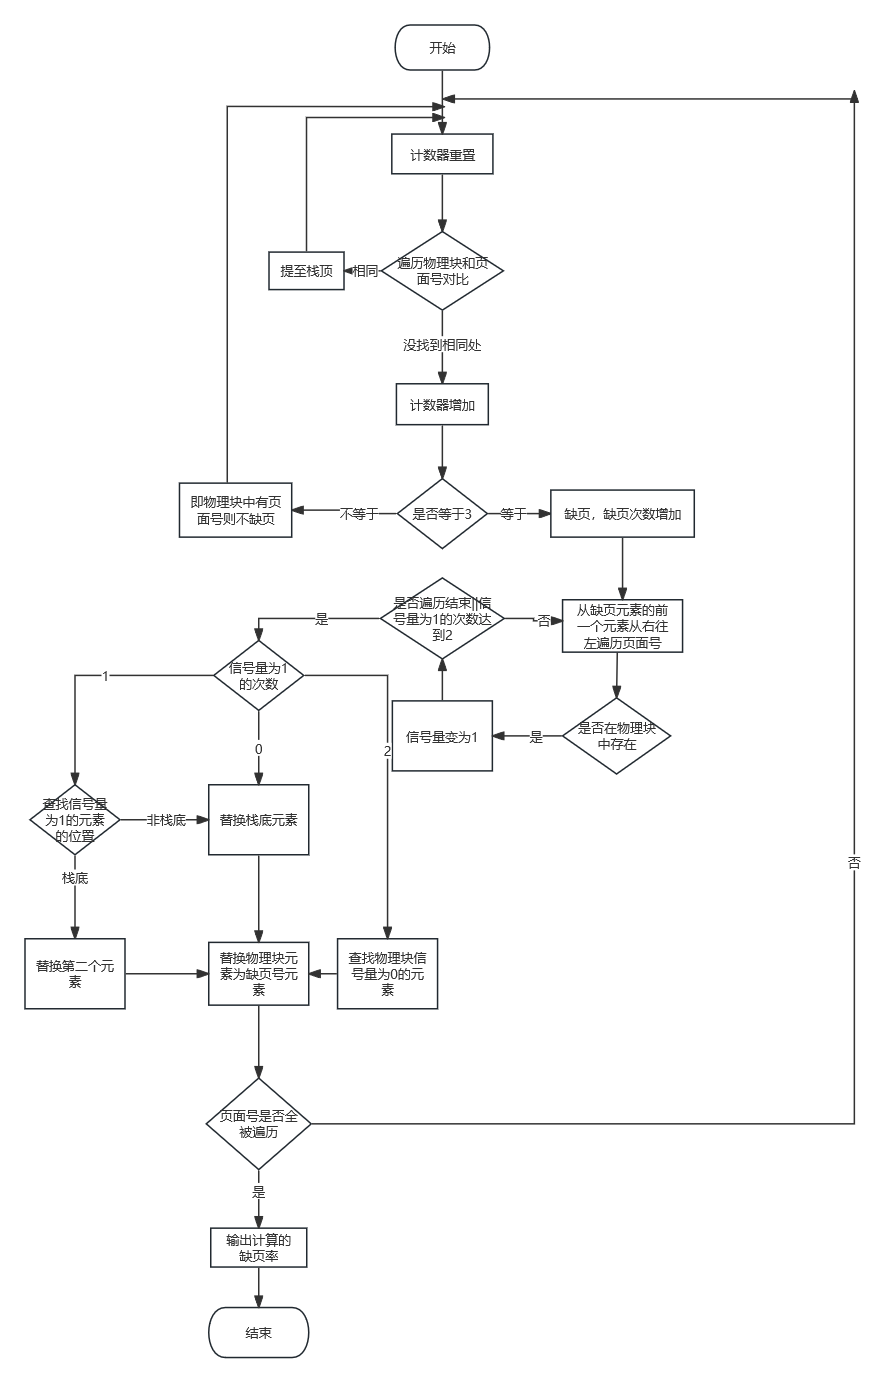 开始
计数器重置
遍历物理块和页
面号对比
相同
提至栈顶
没找到相同处
计数器增加
是否等于3
不等于
即物理块中有页
面号则不缺页
等于
缺页，缺页次数增加
从缺页元素的前
一个元素从右往
左遍历页面号
是否在物理块
中存在
是
信号量变为1
是否遍历结束||信
号量为1的次数达
到2
否
是
信号量为1
的次数
1
0
2
查找信号量
为1的元素
的位置
非栈底
替换栈底元素
栈底
替换第二个元
素
替换物理块元
素为缺页号元
素
查找物理块信
号量为0的元
素
页面号是否全
被遍历
否
是
输出计算的
缺页率
结束